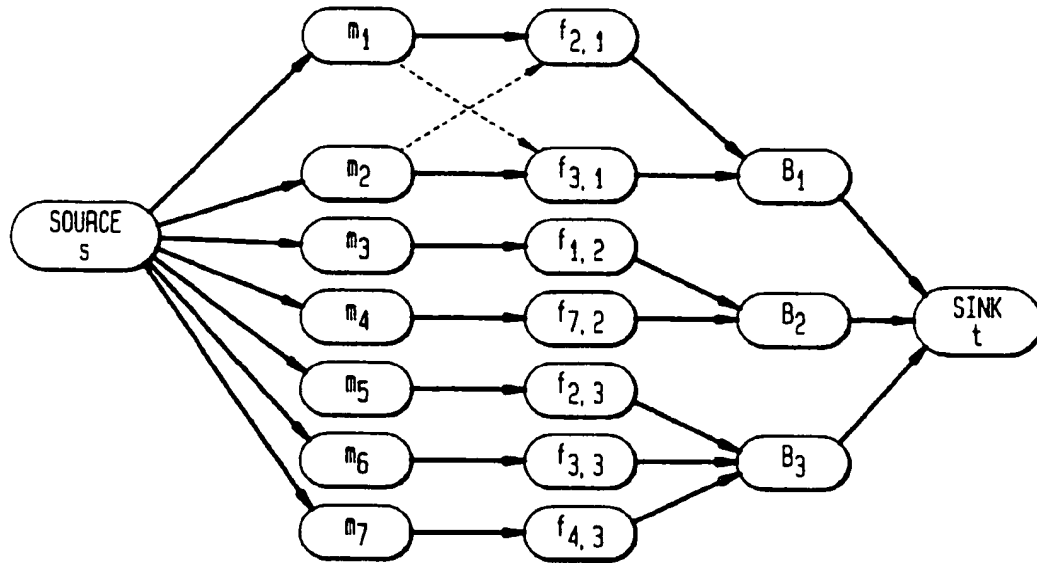 m1
f2,1
m2
f3,1
B1
SOURCE
s
m3
f1,2
m4
f7,2
B2
SINK
t
m5
f2,3
m6
f3,3
B3
m7
f4,3